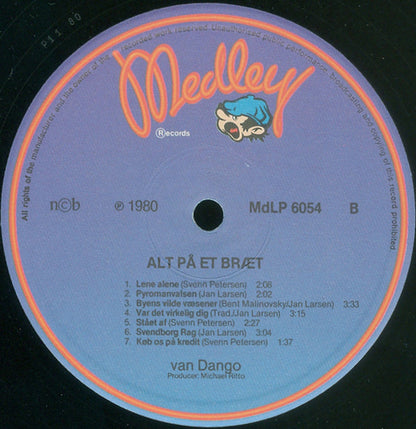 P11 80
All rights of the manufacturer and of the owner of the recorded work reserved. Unauthorised public performance, broadcasting and copying of this record prohibited.
Medley
Ⓡecords
n©b
℗ 1980
MdLP 6054
B
ALT PÅ ET BRÆT
1. Lene alene (Svenn Petersen) 2:06
2. Pyromanvalsen (Jan Larsen) 2:02
3. Byens vilde væsener (Bent Malinovsky/Jan Larsen) 3:33
4. Var det virkelig dig (Trad./Jan Larsen) 3:15
5. Stået af (Svenn Petersen) 2:27
6. Svendborg Rag (Jan Larsen) 3:04
7. Køb os på kredit (Svenn Petersen) 1:37
van Dango
Producer: Michael Ritto